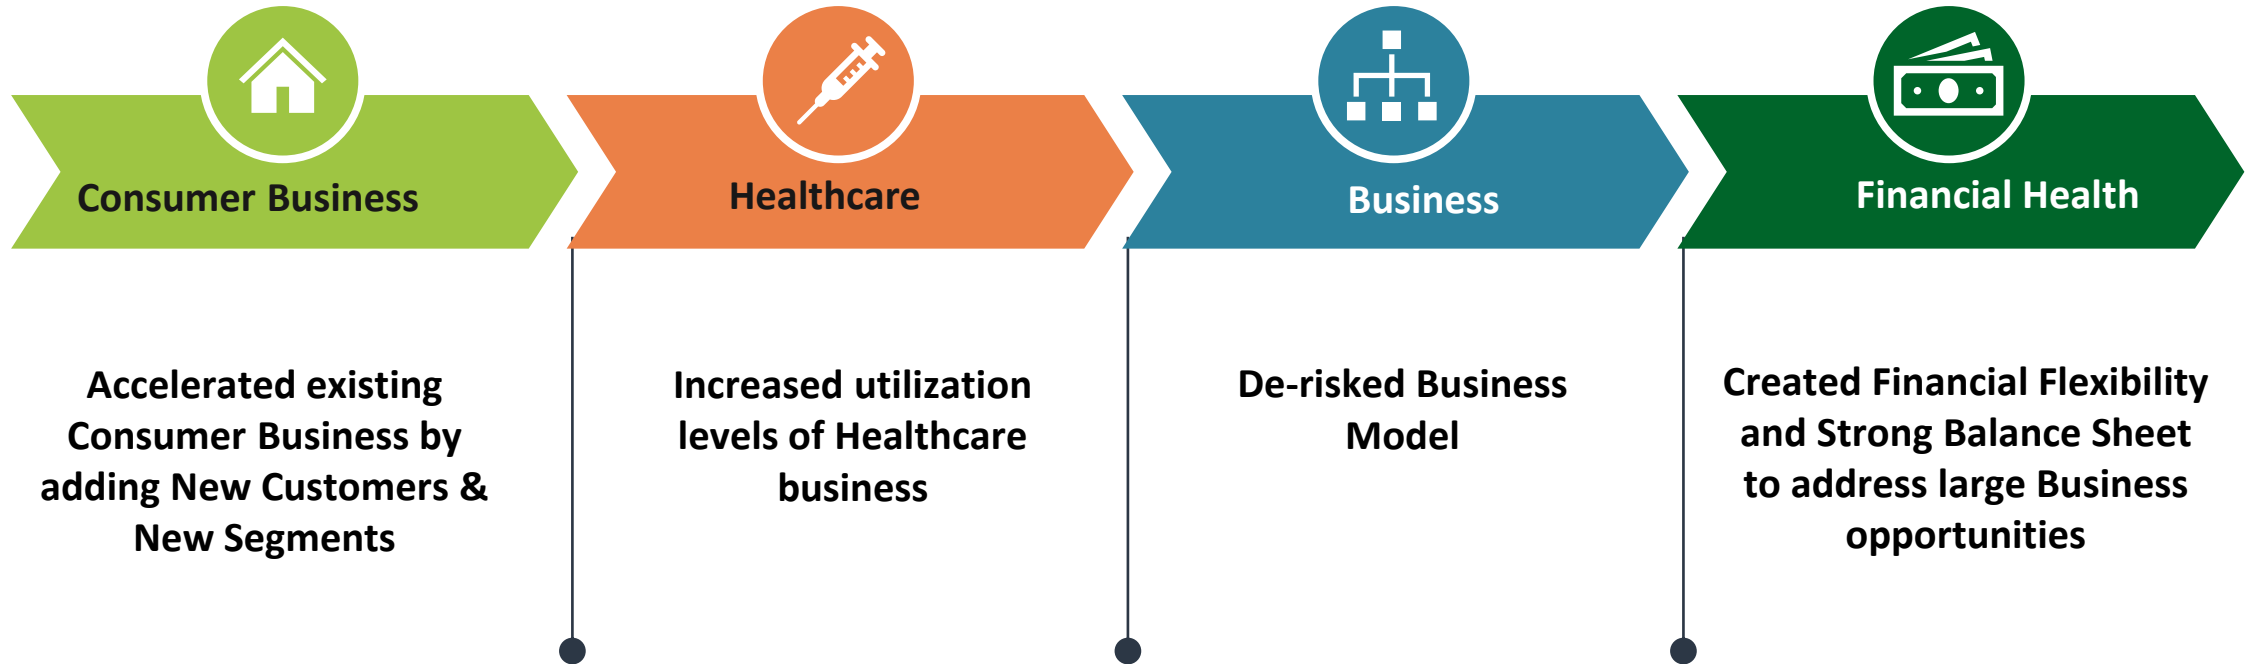 Consumer Business
Healthcare
Business
Financial Health
Accelerated existing
Consumer Business by
adding New Customers &
New Segments
Increased utilization
levels of Healthcare
business
De-risked Business
Model
Created Financial Flexibility
and Strong Balance Sheet
to address large Business
opportunities